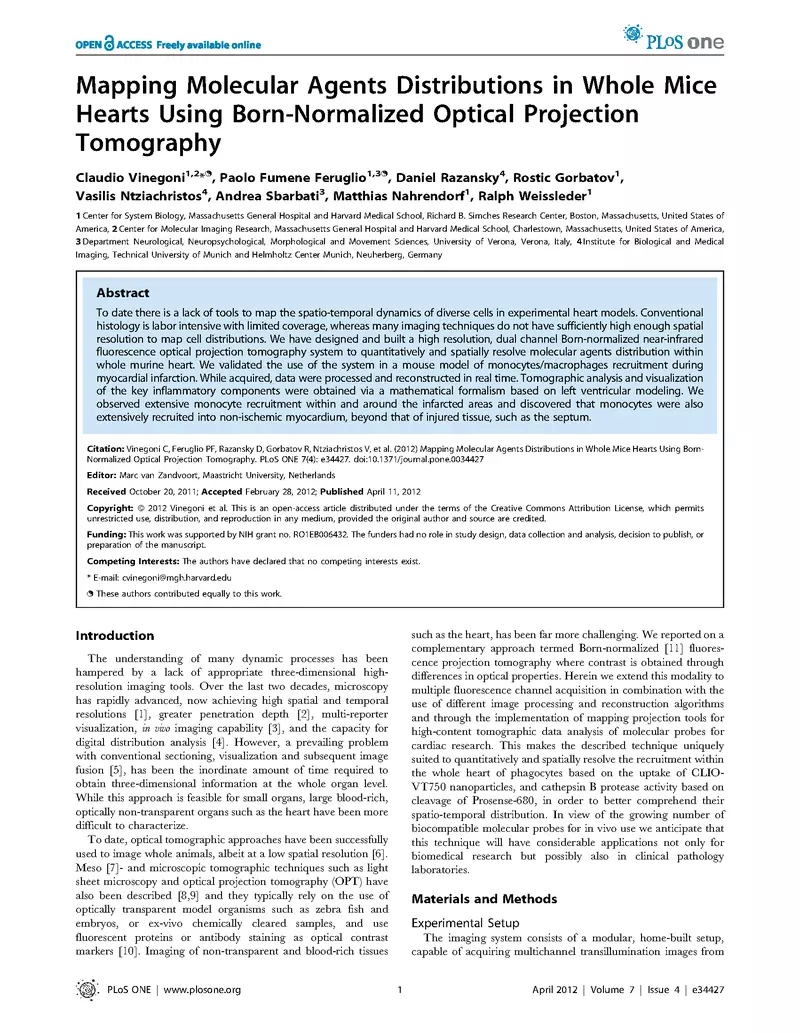 OPEN ACCESS Freely available online
PLoS one
Mapping Molecular Agents Distributions in Whole Mice
Hearts Using Born-Normalized Optical Projection
Tomography
Claudio Vinegoni1,2*◔, Paolo Fumene Feruglio1,3◔, Daniel Razansky4, Rostic Gorbatov1,
Vasilis Ntziachristos4, Andrea Sbarbati3, Matthias Nahrendorf1, Ralph Weissleder1
1 Center for System Biology, Massachusetts General Hospital and Harvard Medical School, Richard B. Simches Research Center, Boston, Massachusetts, United States of
America, 2 Center for Molecular Imaging Research, Massachusetts General Hospital and Harvard Medical School, Charlestown, Massachusetts, United States of America,
3 Department Neurological, Neuropsychological, Morphological and Movement Sciences, University of Verona, Verona, Italy, 4 Institute for Biological and Medical
Imaging, Technical University of Munich and Helmholtz Center Munich, Neuherberg, Germany
Abstract
To date there is a lack of tools to map the spatio-temporal dynamics of diverse cells in experimental heart models. Conventional
histology is labor intensive with limited coverage, whereas many imaging techniques do not have sufficiently high enough spatial
resolution to map cell distributions. We have designed and built a high resolution, dual channel Born-normalized near-infrared
fluorescence optical projection tomography system to quantitatively and spatially resolve molecular agents distribution within
whole murine heart. We validated the use of the system in a mouse model of monocytes/macrophages recruitment during
myocardial infarction. While acquired, data were processed and reconstructed in real time. Tomographic analysis and visualization
of the key inflammatory components were obtained via a mathematical formalism based on left ventricular modeling. We
observed extensive monocyte recruitment within and around the infarcted areas and discovered that monocytes were also
extensively recruited into non-ischemic myocardium, beyond that of injured tissue, such as the septum.
Citation: Vinegoni C, Feruglio PF, Razansky D, Gorbatov R, Ntziachristos V, et al. (2012) Mapping Molecular Agents Distributions in Whole Mice Hearts Using Born-
Normalized Optical Projection Tomography. PLoS ONE 7(4): e34427. doi:10.1371/journal.pone.0034427
Editor: Marc van Zandvoort, Maastricht University, Netherlands
Received October 20, 2011; Accepted February 28, 2012; Published April 11, 2012
Copyright: © 2012 Vinegoni et al. This is an open-access article distributed under the terms of the Creative Commons Attribution License, which permits
unrestricted use, distribution, and reproduction in any medium, provided the original author and source are credited.
Funding: This work was supported by NIH grant no. RO1EB006432. The funders had no role in study design, data collection and analysis, decision to publish, or
preparation of the manuscript.
Competing Interests: The authors have declared that no competing interests exist.
* E-mail: cvinegoni@mgh.harvard.edu
◔ These authors contributed equally to this work.
Introduction
The understanding of many dynamic processes has been
hampered by a lack of appropriate three-dimensional high-
resolution imaging tools. Over the last two decades, microscopy
has rapidly advanced, now achieving high spatial and temporal
resolutions [1], greater penetration depth [2], multi-reporter
visualization, in vivo imaging capability [3], and the capacity for
digital distribution analysis [4]. However, a prevailing problem
with conventional sectioning, visualization and subsequent image
fusion [5], has been the inordinate amount of time required to
obtain three-dimensional information at the whole organ level.
While this approach is feasible for small organs, large blood-rich,
optically non-transparent organs such as the heart have been more
difficult to characterize.
To date, optical tomographic approaches have been successfully
used to image whole animals, albeit at a low spatial resolution [6].
Meso [7]- and microscopic tomographic techniques such as light
sheet microscopy and optical projection tomography (OPT) have
also been described [8,9] and they typically rely on the use of
optically transparent model organisms such as zebra fish and
embryos, or ex-vivo chemically cleared samples, and use
fluorescent proteins or antibody staining as optical contrast
markers [10]. Imaging of non-transparent and blood-rich tissues
such as the heart, has been far more challenging. We reported on a
complementary approach termed Born-normalized [11] fluores-
cence projection tomography where contrast is obtained through
differences in optical properties. Herein we extend this modality to
multiple fluorescence channel acquisition in combination with the
use of different image processing and reconstruction algorithms
and through the implementation of mapping projection tools for
high-content tomographic data analysis of molecular probes for
cardiac research. This makes the described technique uniquely
suited to quantitatively and spatially resolve the recruitment within
the whole heart of phagocytes based on the uptake of CLIO-
VT750 nanoparticles, and cathepsin B protease activity based on
cleavage of Prosense-680, in order to better comprehend their
spatio-temporal distribution. In view of the growing number of
biocompatible molecular probes for in vivo use we anticipate that
this technique will have considerable applications not only for
biomedical research but possibly also in clinical pathology
laboratories.
Materials and Methods
Experimental Setup
The imaging system consists of a modular, home-built setup,
capable of acquiring multichannel transillumination images from
PLoS ONE | www.plosone.org
1
April 2012 | Volume 7 | Issue 4 | e34427